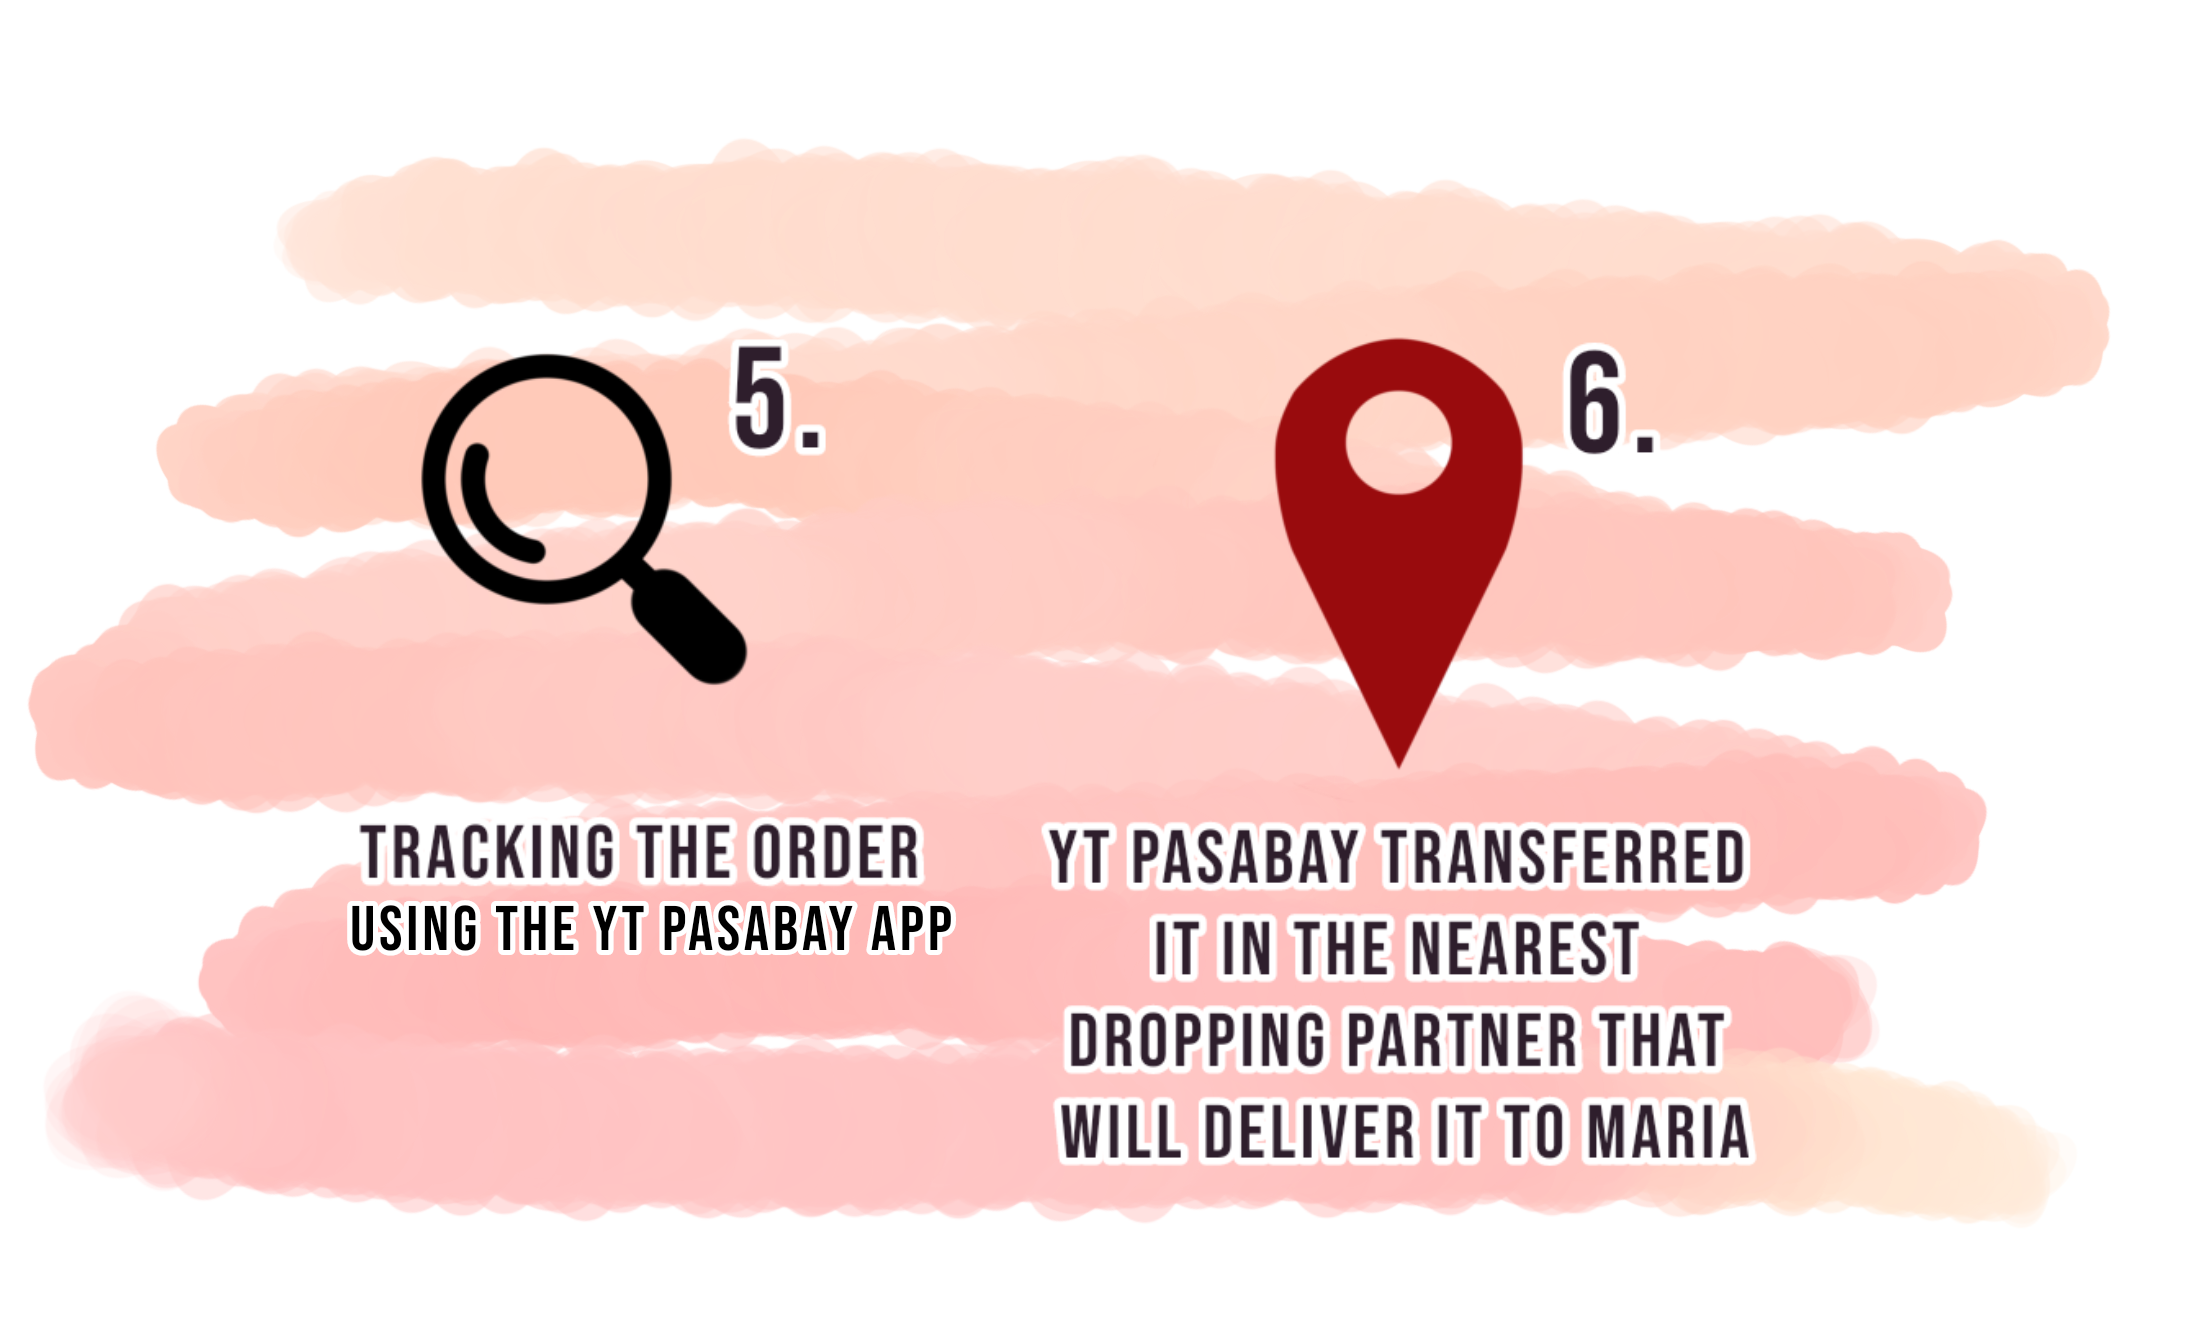 5.
TRACKING THE ORDER
USING THE YT PASABAY APP
6.
YT PASABAY TRANSFERRED
IT IN THE NEAREST
DROPPING PARTNER THAT
WILL DELIVER IT TO MARIA